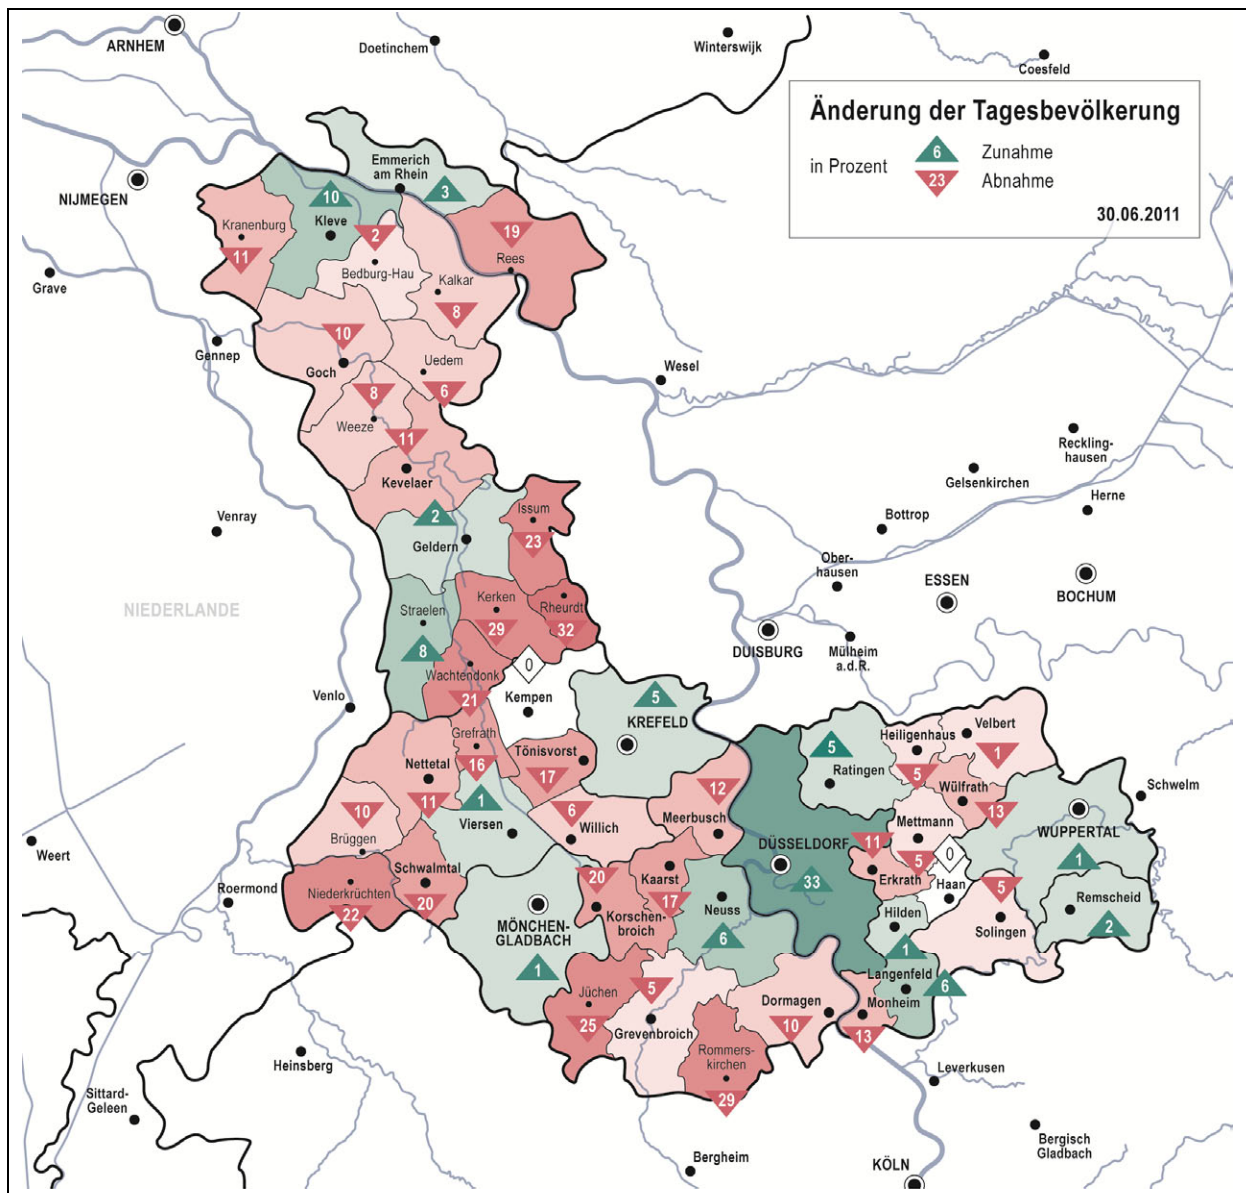 ARNHEM
Doetinchem
Winterswijk
Coesfeld
Änderung der Tagesbevölkerung
in Prozent
6 Zunahme
23 Abnahme
30.06.2011
NIJMEGEN
Emmerich
am Rhein
3
10
Kleve
Kranenburg
11
2
Bedburg-Hau
19
Rees
Kalkar
8
Grave
Gennep
10
Goch
Uedem
6
8
Weeze
11
Kevelaer
Wesel
Reckling-
hausen
Gelsenkirchen
Herne
Bottrop
Venray
2
Geldern
Issum
23
Ober-
hausen
ESSEN
BOCHUM
NIEDERLANDE
Straelen
8
Kerken
29
Rheurdt
32
DUISBURG
Mülheim
a.d.R.
Wachtendonk
21
0
Kempen
Venlo
5
KREFELD
Grefrath
16
Tönisvorst
17
Nettetal
11
5
Ratingen
Heiligenhaus
5
Velbert
1
Wülfrath
13
Schwelm
12
Meerbusch
1
Viersen
6
Willich
10
Brüggen
Mettmann
5
WUPPERTAL
1
Weert
Roermond
Schwalmtal
20
Niederkrüchten
22
DÜSSELDORF
33
11
Erkrath
0
Haan
5
Solingen
Remscheid
2
20
Korschen-
broich
Kaarst
17
Neuss
6
Hilden
1
MÖNCHEN-
GLADBACH
1
Langenfeld
6
Monheim
13
Jüchen
25
5
Grevenbroich
Dormagen
10
Rommers-
kirchen
29
Heinsberg
Leverkusen
Sittard-
Geleen
Bergisch
Gladbach
Bergheim
KÖLN